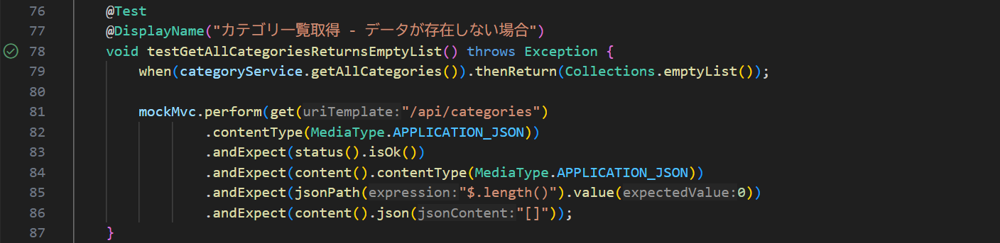 76 @Test
77 @DisplayName("カテゴリ一覧取得 - データが存在しない場合")
78 void testGetAllCategoriesReturnsEmptyList() throws Exception {
79 when(categoryService.getAllCategories()).thenReturn(Collections.emptyList());
80
81 mockMvc.perform(get(uriTemplate:"/api/categories")
82 .contentType(MediaType.APPLICATION_JSON))
83 .andExpect(status().isOk())
84 .andExpect(content().contentType(MediaType.APPLICATION_JSON))
85 .andExpect(jsonPath(expression:"$.length()").value(expectedValue:0))
86 .andExpect(content().json(jsonContent:"[]"));
87 }